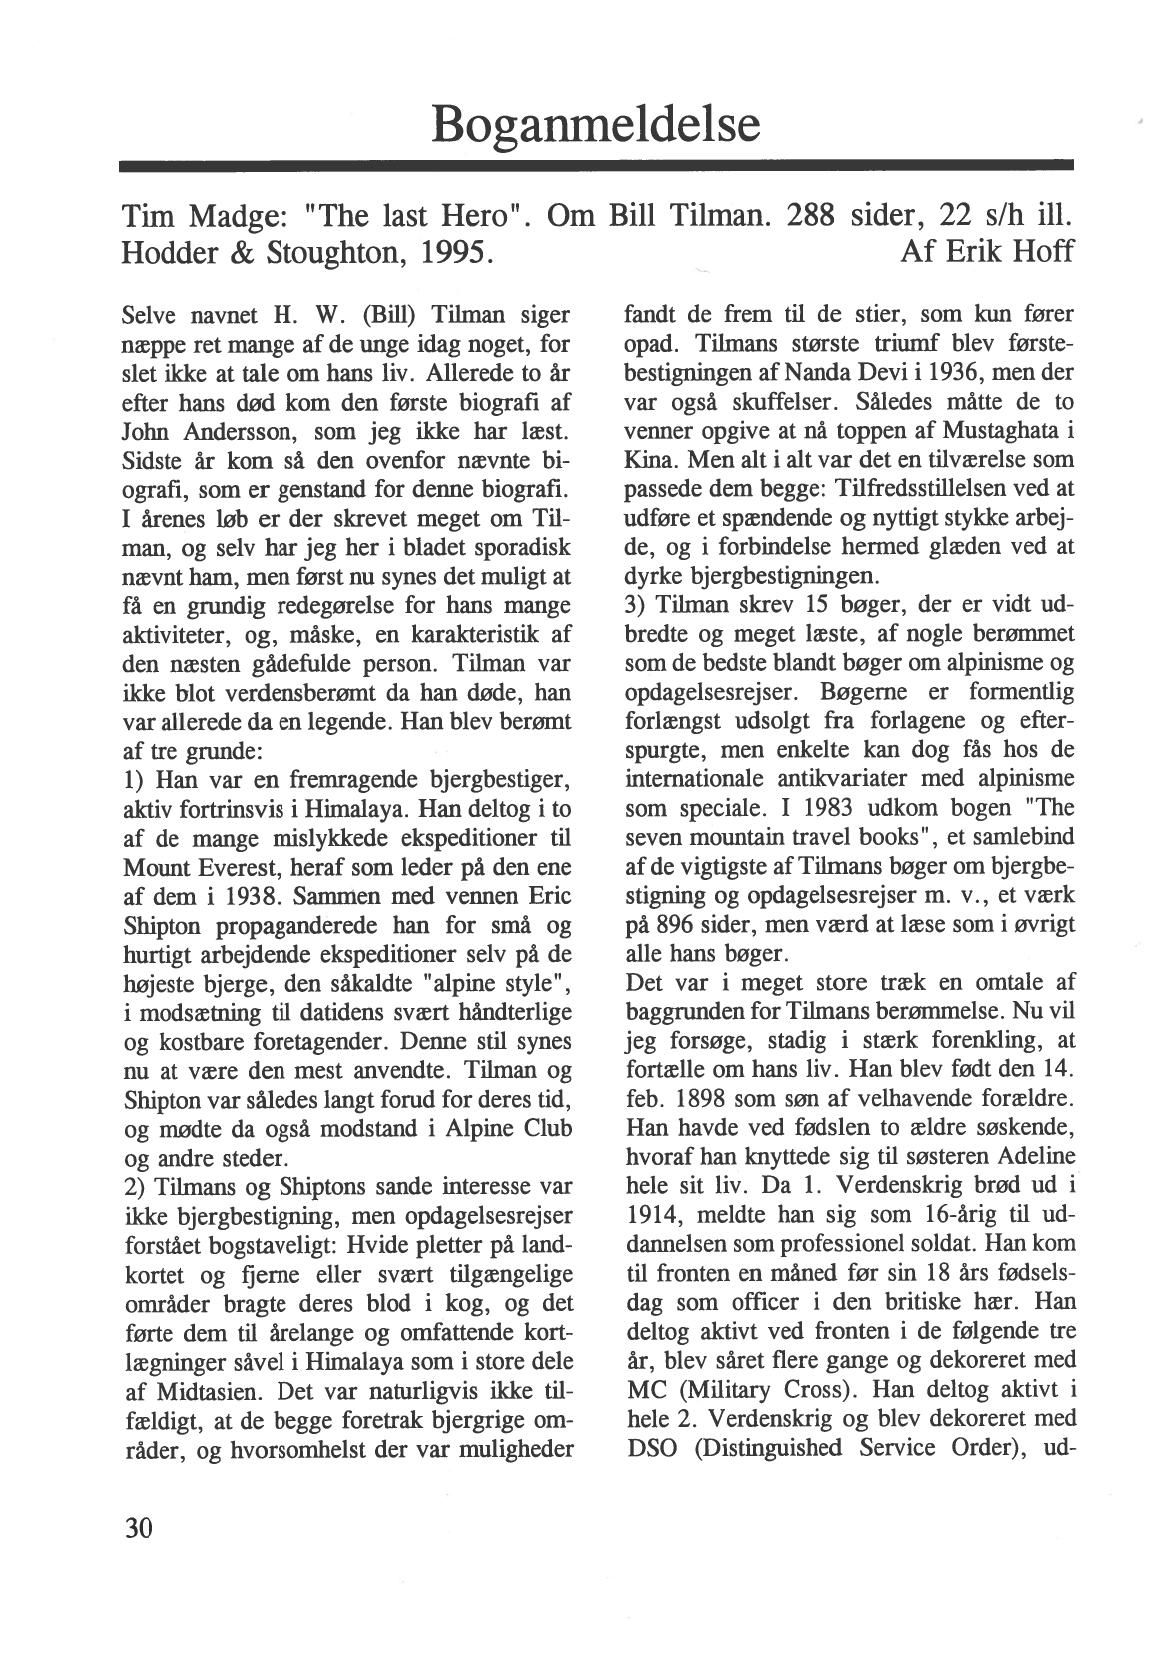 Boganmeldelse
Tim Madge: "The last Hero". Om Bill Tilman. 288 sider, 22 s/h ill.
Hodder & Stoughton, 1995. Af Erik Hoff
Selve navnet H. W. (Bill) Tilman siger
næppe ret mange af de unge idag noget, for
slet ikke at tale om hans liv. Allerede to år
efter hans død kom den første biografi af
John Andersson, som jeg ikke har læst.
Sidste år kom så den ovenfor nævnte bi-
ografi, som er genstand for denne biografi.
I årenes løb er der skrevet meget om Til-
man, og selv har jeg her i bladet sporadisk
nævnt ham, men først nu synes det muligt at
få en grundig redegørelse for hans mange
aktiviteter, og, måske, en karakteristik af
den næsten gådefulde person. Tilman var
ikke blot verdensberømt da han døde, han
var allerede da en legende. Han blev berømt
af tre grunde:
1) Han var en fremragende bjergbestiger,
aktiv fortrinsvis i Himalaya. Han deltog i to
af de mange mislykkede ekspeditioner til
Mount Everest, heraf som leder på den ene
af dem i 1938. Sammen med vennen Eric
Shipton propaganderede han for små og
hurtigt arbejdende ekspeditioner selv på de
højeste bjerge, den såkaldte "alpine style",
i modsætning til datidens svært håndterlige
og kostbare foretagender. Denne stil synes
nu at være den mest anvendte. Tilman og
Shipton var således langt forud for deres tid,
og mødte da også modstand i Alpine Club
og andre steder.
2) Tilmans og Shiptons sande interesse var
ikke bjergbestigning, men opdagelsesrejser
forstået bogstaveligt: Hvide pletter på land-
kortet og fjerne eller svært tilgængelige
områder bragte deres blod i kog, og det
førte dem til årelange og omfattende kort-
lægninger såvel i Himalaya som i store dele
af Midtasien. Det var naturligvis ikke til-
fældigt, at de begge foretrak bjergrige om-
råder, og hvorsomhelst der var muligheder
fandt de frem til de stier, som kun fører
opad. Tilmans største triumf blev første-
bestigningen af Nanda Devi i 1936, men der
var også skuffelser. Således måtte de to
venner opgive at nå toppen af Mustaghata i
Kina. Men alt i alt var det en tilværelse som
passede dem begge: Tilfredsstillelsen ved at
udføre et spændende og nyttigt stykke arbej-
de, og i forbindelse hermed glæden ved at
dyrke bjergbestigningen.
3) Tilman skrev 15 bøger, der er vidt ud-
bredte og meget læste, af nogle berømmet
som de bedste blandt bøger om alpinisme og
opdagelsesrejser. Bøgerne er formentlig
forlængst udsolgt fra forlagene og efter-
spurgte, men enkelte kan dog fås hos de
internationale antikvariater med alpinisme
som speciale. I 1983 udkom bogen "The
seven mountain travel books", et samlebind
af de vigtigste af Tilmans bøger om bjergbe-
stigning og opdagelsesrejser m. v., et værk
på 896 sider, men værd at læse som i øvrigt
alle hans bøger.
Det var i meget store træk en omtale af
baggrunden for Tilmans berømmelse. Nu vil
jeg forsøge, stadig i stærk forenkling, at
fortælle om hans liv. Han blev født den 14.
feb. 1898 som søn af velhavende forældre.
Han havde ved fødslen to ældre søskende,
hvoraf han knyttede sig til søsteren Adeline
hele sit liv. Da 1. Verdenskrig brød ud i
1914, meldte han sig som 16-årig til ud-
dannelsen som professionel soldat. Han kom
til fronten en måned før sin 18 års fødsels-
dag som officer i den britiske hær. Han
deltog aktivt ved fronten i de følgende tre
år, blev såret flere gange og dekoreret med
MC (Military Cross). Han deltog aktivt i
hele 2. Verdenskrig og blev dekoreret med
DSO (Distinguished Service Order), ud-
30